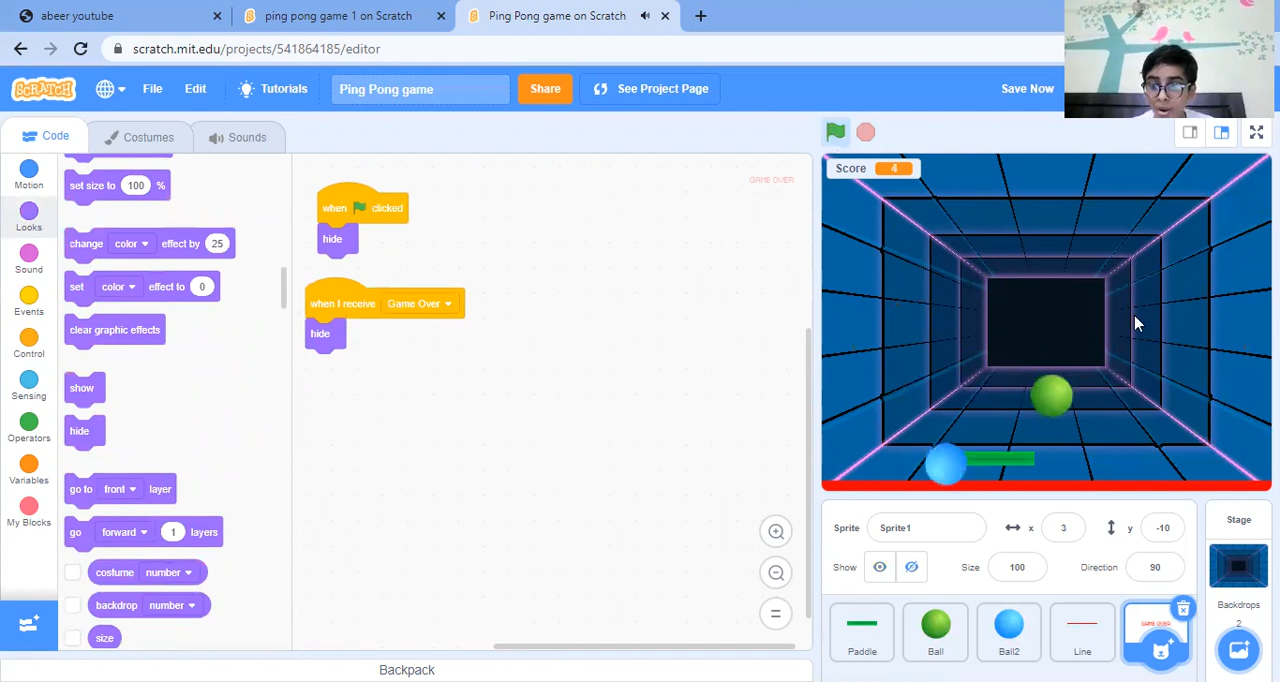 abeer youtube
ping pong game 1 on Scratch
Ping Pong game on Scratch
scratch.mit.edu/projects/541864185/editor
SCRATCH
File
Edit
Tutorials
Ping Pong game
Share
See Project Page
Save Now
Code
Costumes
Sounds
Motion
Looks
Sound
Events
Control
Sensing
Operators
Variables
My Blocks
set size to 100 %
change color effect by 25
set color effect to 0
clear graphic effects
show
hide
go to front layer
go forward 1 layers
costume number
backdrop number
size
when clicked
hide
when I receive Game Over
hide
GAME OVER
Score 4
Sprite Sprite1 x 3 y -10
Show Size 100 Direction 90
Paddle
Ball
Ball2
Line
GAME OVER
Stage
Backdrops
2
Backpack